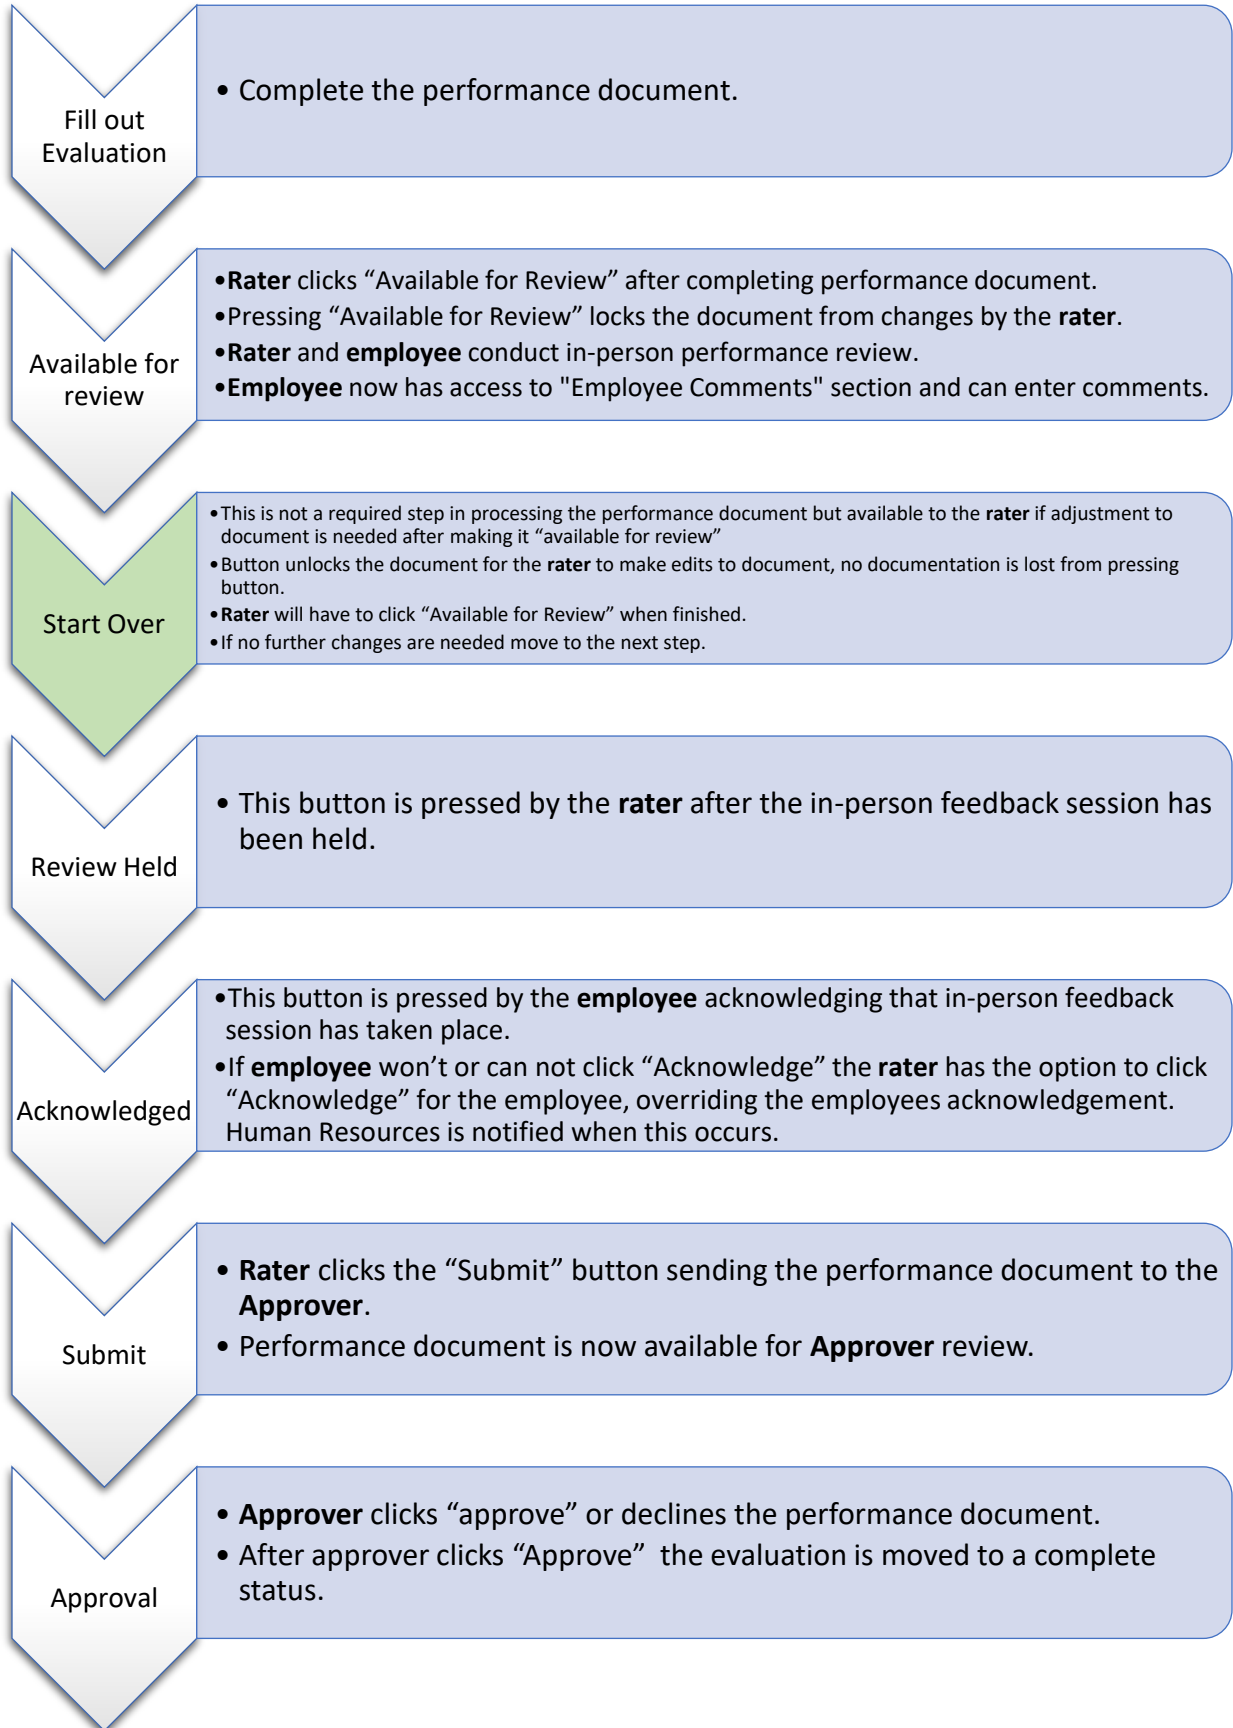 Fill out
Evaluation
• Complete the performance document.
Available for
review
•Rater clicks “Available for Review” after completing performance document.
•Pressing “Available for Review” locks the document from changes by the rater.
•Rater and employee conduct in-person performance review.
•Employee now has access to "Employee Comments" section and can enter comments.
Start Over
•This is not a required step in processing the performance document but available to the rater if adjustment to
document is needed after making it “available for review”
•Button unlocks the document for the rater to make edits to document, no documentation is lost from pressing
button.
•Rater will have to click “Available for Review” when finished.
•If no further changes are needed move to the next step.
Review Held
• This button is pressed by the rater after the in-person feedback session has
been held.
Acknowledged
•This button is pressed by the employee acknowledging that in-person feedback
session has taken place.
•If employee won’t or can not click “Acknowledge” the rater has the option to click
“Acknowledge” for the employee, overriding the employees acknowledgement.
Human Resources is notified when this occurs.
Submit
• Rater clicks the “Submit” button sending the performance document to the
Approver.
• Performance document is now available for Approver review.
Approval
• Approver clicks “approve” or declines the performance document.
• After approver clicks “Approve”  the evaluation is moved to a complete
status.